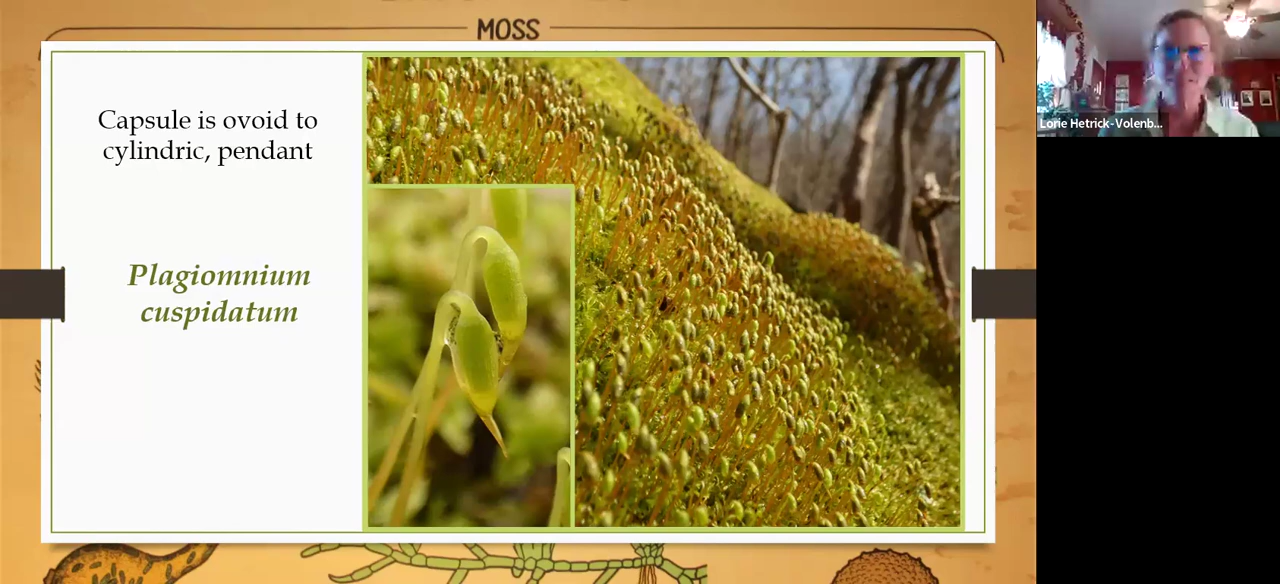 MOSS
Capsule is ovoid to
cylindric, pendant
Plagiomnium
cuspidatum
Lorie Hetrick-Volenb...